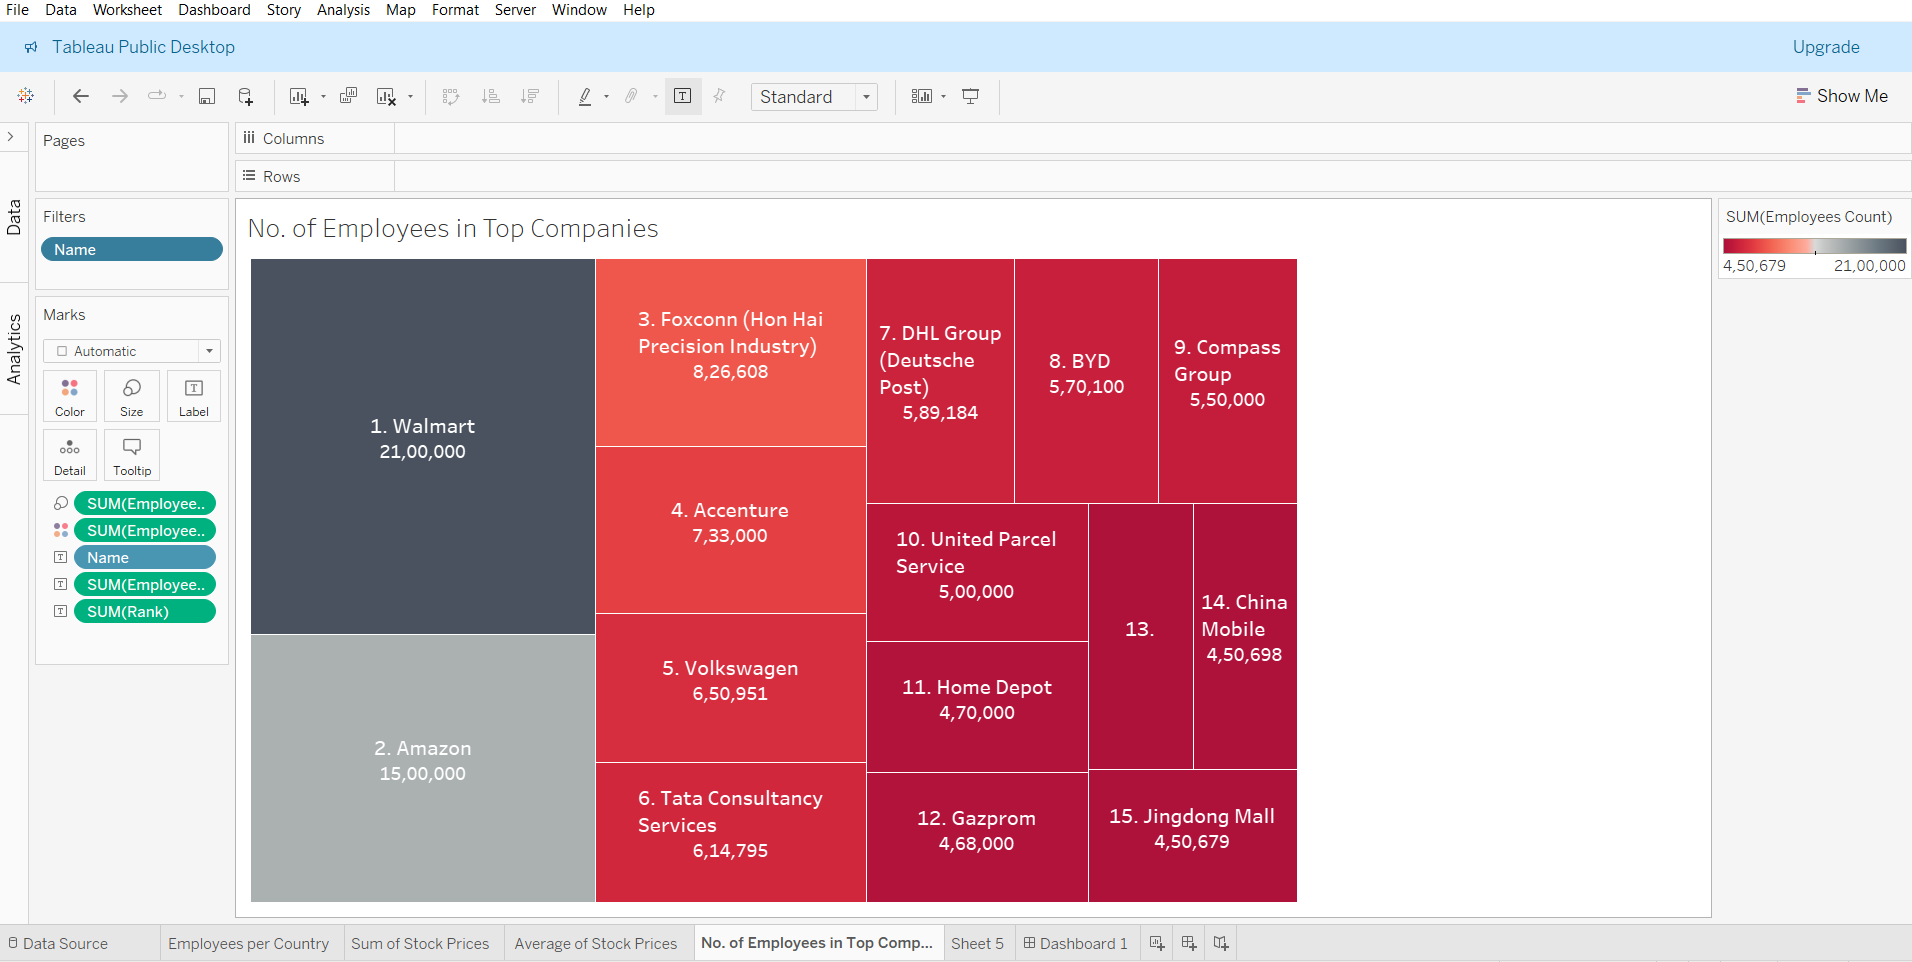 File Data Worksheet Dashboard Story Analysis Map Format Server Window Help
Tableau Public Desktop Upgrade
Standard Show Me
Pages
Columns
Rows
Data
Analytics
Filters
Name
Marks
Automatic
Color Size Label
Detail Tooltip
SUM(Employee..
SUM(Employee..
Name
SUM(Employee..
SUM(Rank)
No. of Employees in Top Companies
1. Walmart
21,00,000
2. Amazon
15,00,000
3. Foxconn (Hon Hai
Precision Industry)
8,26,608
4. Accenture
7,33,000
5. Volkswagen
6,50,951
6. Tata Consultancy
Services
6,14,795
7. DHL Group
(Deutsche
Post)
5,89,184
8. BYD
5,70,100
9. Compass
Group
5,50,000
10. United Parcel
Service
5,00,000
11. Home Depot
4,70,000
12. Gazprom
4,68,000
13.
14. China
Mobile
4,50,698
15. Jingdong Mall
4,50,679
SUM(Employees Count)
4,50,679 21,00,000
Data Source Employees per Country Sum of Stock Prices Average of Stock Prices No. of Employees in Top Comp... Sheet 5 Dashboard 1